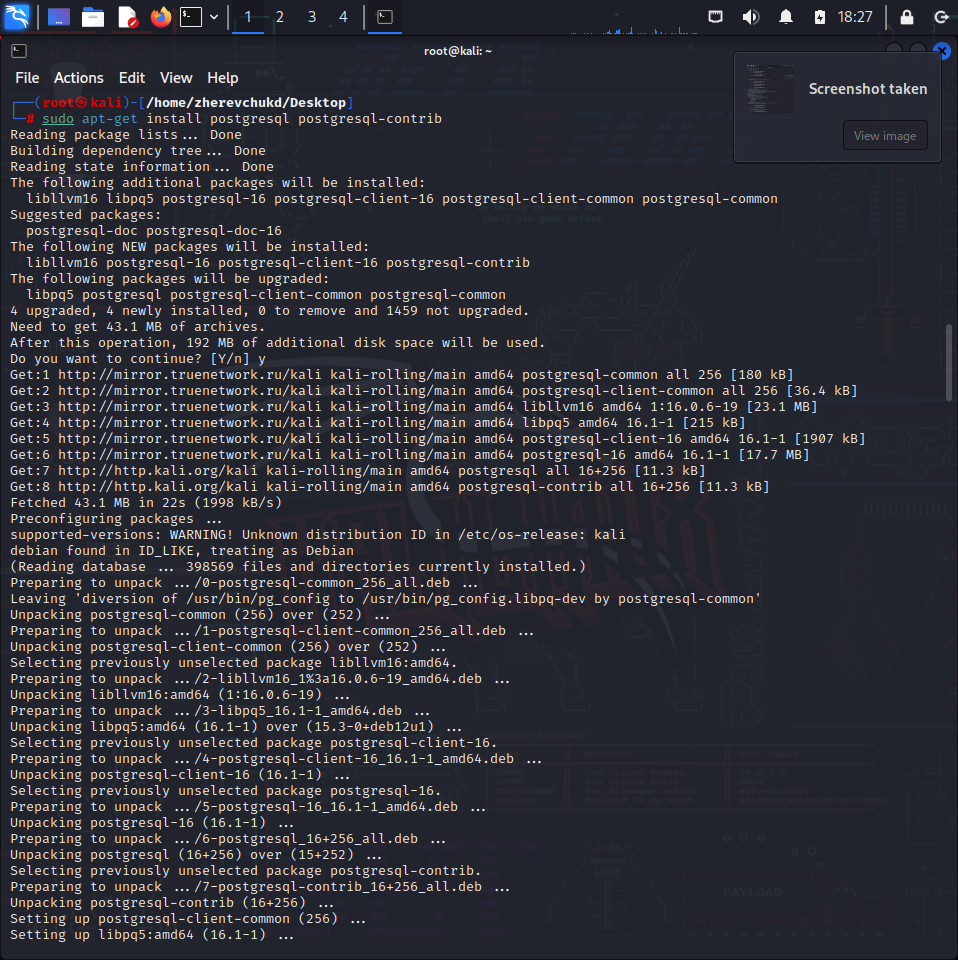 1 2 3 4 18:27
root@kali: ~
File Actions Edit View Help
Screenshot taken
View image
┌──(root㉿kali)-[/home/zherevchukd/Desktop]
└─# sudo apt-get install postgresql postgresql-contrib
Reading package lists... Done
Building dependency tree... Done
Reading state information... Done
The following additional packages will be installed:
libllvm16 libpq5 postgresql-16 postgresql-client-16 postgresql-client-common postgresql-common
Suggested packages:
postgresql-doc postgresql-doc-16
The following NEW packages will be installed:
libllvm16 postgresql-16 postgresql-client-16 postgresql-contrib
The following packages will be upgraded:
libpq5 postgresql postgresql-client-common postgresql-common
4 upgraded, 4 newly installed, 0 to remove and 1459 not upgraded.
Need to get 43.1 MB of archives.
After this operation, 192 MB of additional disk space will be used.
Do you want to continue? [Y/n] y
Get:1 http://mirror.truenetwork.ru/kali kali-rolling/main amd64 postgresql-common all 256 [180 kB]
Get:2 http://mirror.truenetwork.ru/kali kali-rolling/main amd64 postgresql-client-common all 256 [36.4 kB]
Get:3 http://mirror.truenetwork.ru/kali kali-rolling/main amd64 libllvm16 amd64 1:16.0.6-19 [23.1 MB]
Get:4 http://mirror.truenetwork.ru/kali kali-rolling/main amd64 libpq5 amd64 16.1-1 [215 kB]
Get:5 http://mirror.truenetwork.ru/kali kali-rolling/main amd64 postgresql-client-16 amd64 16.1-1 [1907 kB]
Get:6 http://mirror.truenetwork.ru/kali kali-rolling/main amd64 postgresql-16 amd64 16.1-1 [17.7 MB]
Get:7 http://http.kali.org/kali kali-rolling/main amd64 postgresql all 16+256 [11.3 kB]
Get:8 http://http.kali.org/kali kali-rolling/main amd64 postgresql-contrib all 16+256 [11.3 kB]
Fetched 43.1 MB in 22s (1998 kB/s)
Preconfiguring packages ...
supported-versions: WARNING! Unknown distribution ID in /etc/os-release: kali
debian found in ID_LIKE, treating as Debian
(Reading database ... 398569 files and directories currently installed.)
Preparing to unpack .../0-postgresql-common_256_all.deb ...
Leaving 'diversion of /usr/bin/pg_config to /usr/bin/pg_config.libpq-dev by postgresql-common'
Unpacking postgresql-common (256) over (252) ...
Preparing to unpack .../1-postgresql-client-common_256_all.deb ...
Unpacking postgresql-client-common (256) over (252) ...
Selecting previously unselected package libllvm16:amd64.
Preparing to unpack .../2-libllvm16_1%3a16.0.6-19_amd64.deb ...
Unpacking libllvm16:amd64 (1:16.0.6-19) ...
Preparing to unpack .../3-libpq5_16.1-1_amd64.deb ...
Unpacking libpq5:amd64 (16.1-1) over (15.3-0+deb12u1) ...
Selecting previously unselected package postgresql-client-16.
Preparing to unpack .../4-postgresql-client-16_16.1-1_amd64.deb ...
Unpacking postgresql-client-16 (16.1-1) ...
Selecting previously unselected package postgresql-16.
Preparing to unpack .../5-postgresql-16_16.1-1_amd64.deb ...
Unpacking postgresql-16 (16.1-1) ...
Preparing to unpack .../6-postgresql_16+256_all.deb ...
Unpacking postgresql (16+256) over (15+252) ...
Selecting previously unselected package postgresql-contrib.
Preparing to unpack .../7-postgresql-contrib_16+256_all.deb ...
Unpacking postgresql-contrib (16+256) ...
Setting up postgresql-client-common (256) ...
Setting up libpq5:amd64 (16.1-1) ...
LOOT
PAYLOAD